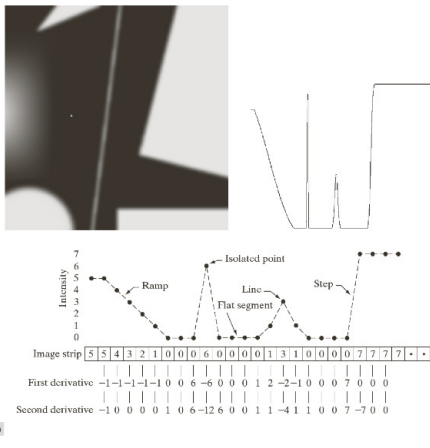 7
6
5
4
3
2
1
0
Intensity
Ramp
Isolated point
Line
Flat segment
Step
Image strip 5 5 4 3 2 1 0 0 0 6 0 0 0 0 1 3 1 0 0 0 0 7 7 7 7 • •
First derivative −1 −1 −1 −1 −1 0 0 6 −6 0 0 0 1 2 −2 −1 0 0 0 7 0 0 0
Second derivative −1 0 0 0 0 1 0 6 −12 6 0 0 1 1 −4 1 1 0 0 7 −7 0 0